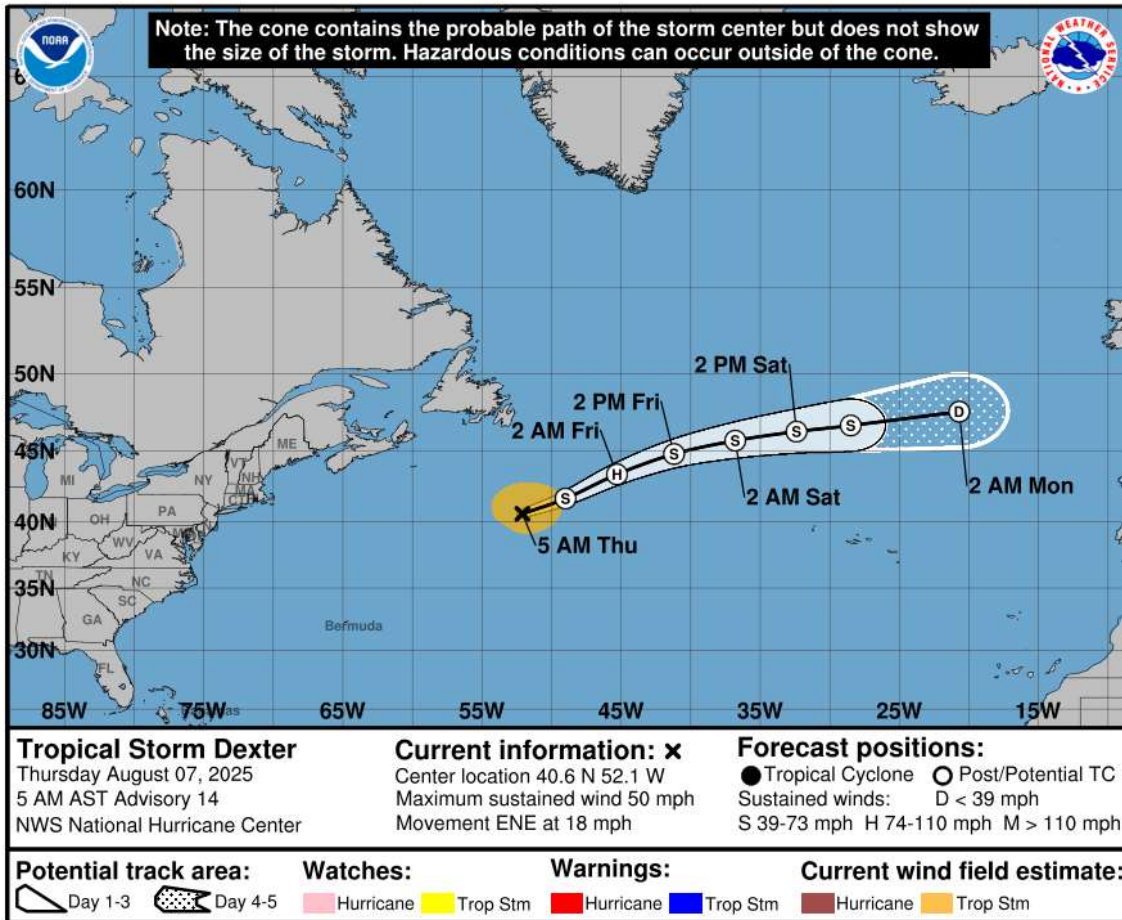 Note: The cone contains the probable path of the storm center but does not show
the size of the storm. Hazardous conditions can occur outside of the cone.
NOAA
NATIONAL WEATHER SERVICE
60N
55N
50N
45N
40N
35N
30N
2 PM Sat
2 PM Fri
2 AM Fri
S
H
S
S
S
S
D
2 AM Sat
2 AM Mon
5 AM Thu
ME
VT
NH
MA
CT
NY
MI
PA
OH
WV
VA
KY
TN
NC
SC
GA
FL
Bermuda
85W 75W 65W 55W 45W 35W 25W 15W
Tropical Storm Dexter
Thursday August 07, 2025
5 AM AST Advisory 14
NWS National Hurricane Center
Current information: ×
Center location 40.6 N 52.1 W
Maximum sustained wind 50 mph
Movement ENE at 18 mph
Forecast positions:
● Tropical Cyclone ○ Post/Potential TC
Sustained winds: D < 39 mph
S 39-73 mph H 74-110 mph M > 110 mph
Potential track area:
Day 1-3 Day 4-5
Watches:
Hurricane Trop Stm
Warnings:
Hurricane Trop Stm
Current wind field estimate:
Hurricane Trop Stm